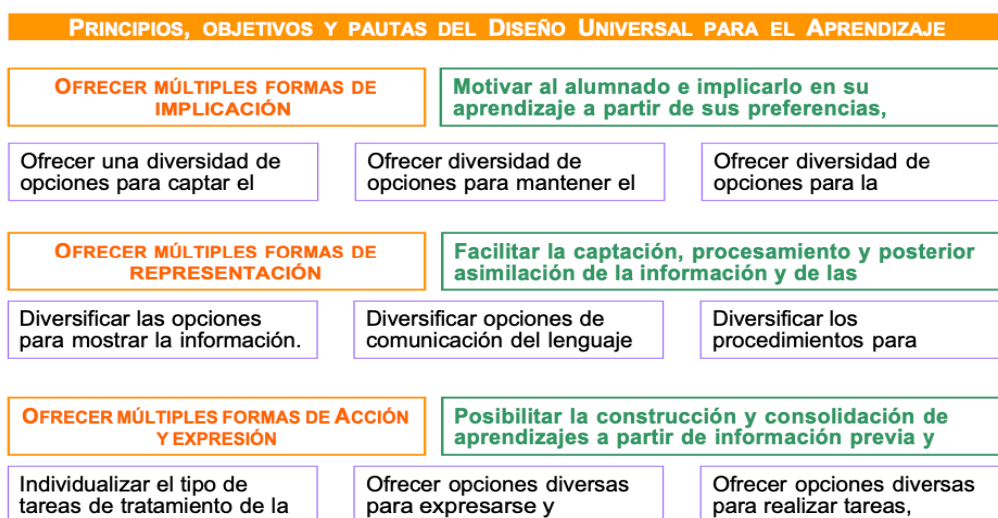 PRINCIPIOS, OBJETIVOS Y PAUTAS DEL DISEÑO UNIVERSAL PARA EL APRENDIZAJE
OFRECER MÚLTIPLES FORMAS DE
IMPLICACIÓN
Motivar al alumnado e implicarlo en su
aprendizaje a partir de sus preferencias,
Ofrecer una diversidad de
opciones para captar el
Ofrecer diversidad de
opciones para mantener el
Ofrecer diversidad de
opciones para la
OFRECER MÚLTIPLES FORMAS DE
REPRESENTACIÓN
Facilitar la captación, procesamiento y posterior
asimilación de la información y de las
Diversificar las opciones
para mostrar la información.
Diversificar opciones de
comunicación del lenguaje
Diversificar los
procedimientos para
OFRECER MÚLTIPLES FORMAS DE ACCIÓN
Y EXPRESIÓN
Posibilitar la construcción y consolidación de
aprendizajes a partir de información previa y
Individualizar el tipo de
tareas de tratamiento de la
Ofrecer opciones diversas
para expresarse y
Ofrecer opciones diversas
para realizar tareas,